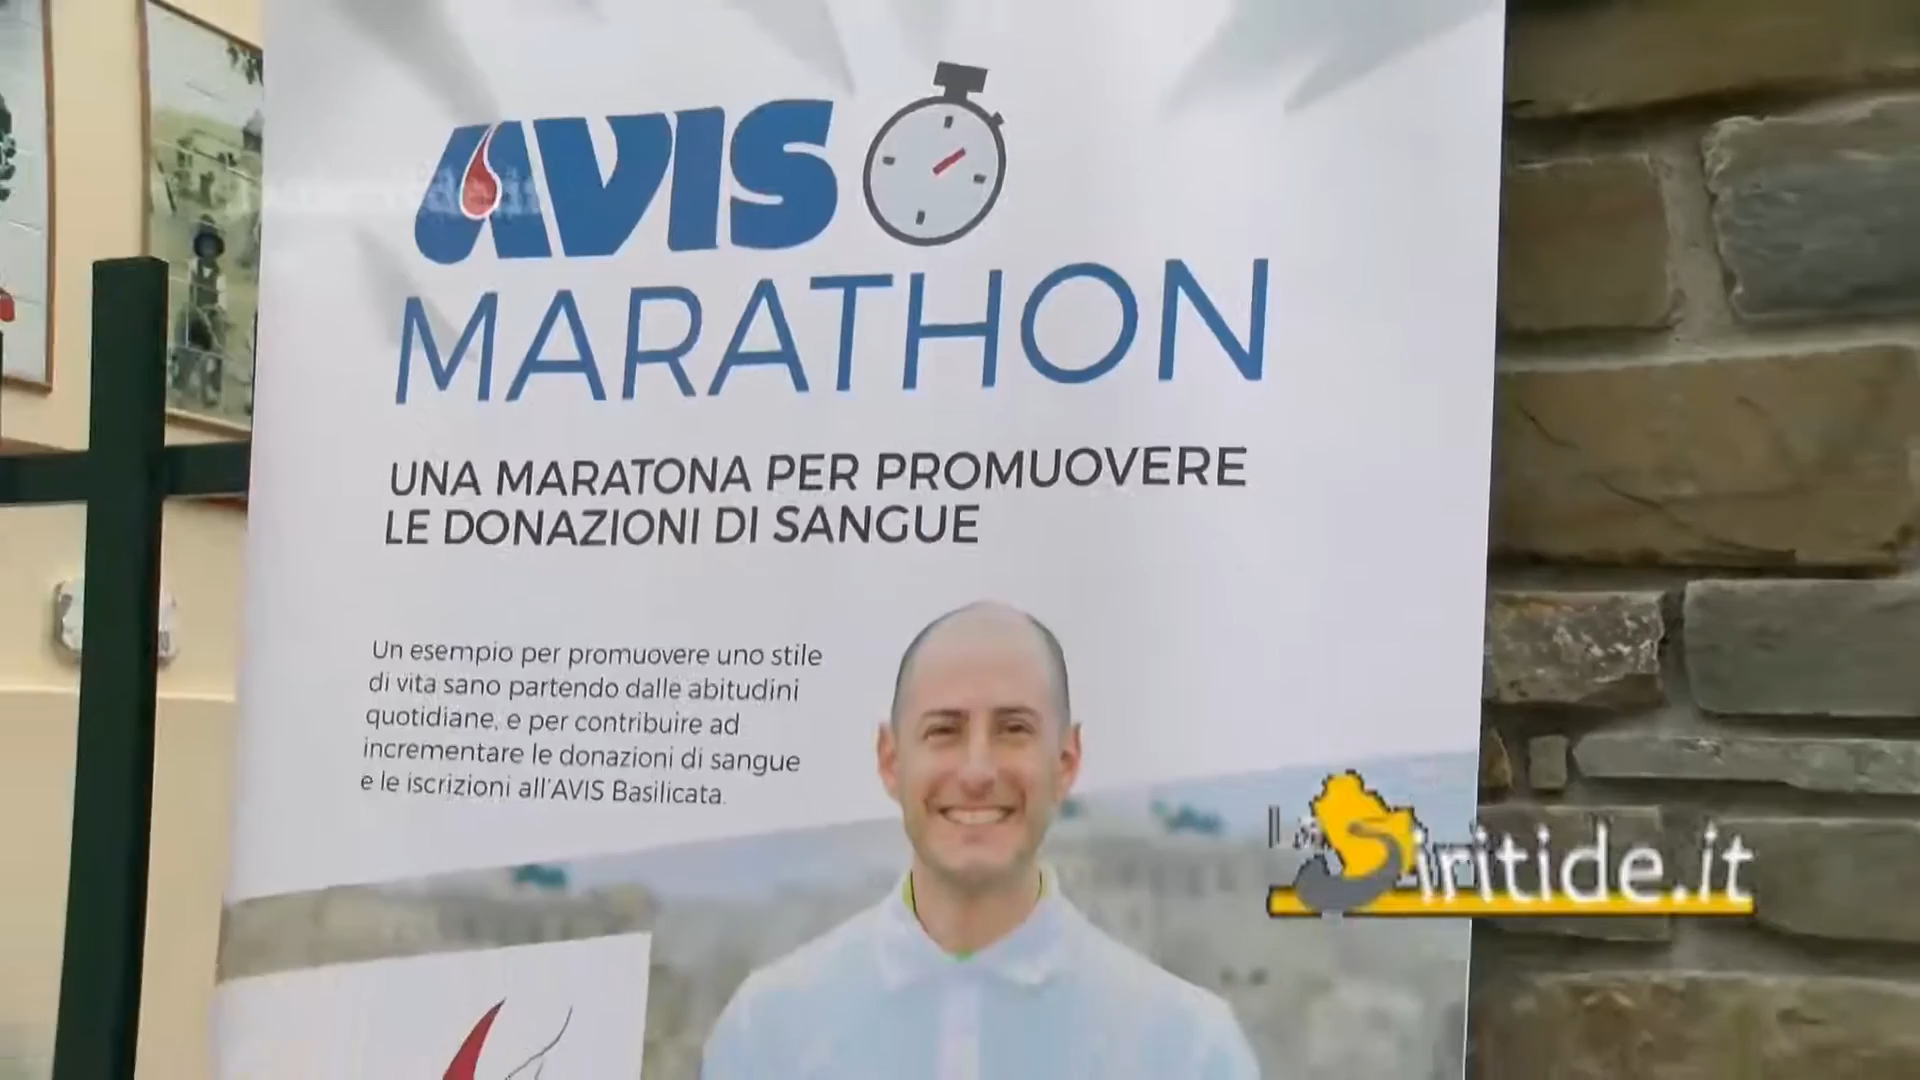 AVIS
MARATHON
UNA MARATONA PER PROMUOVERE
LE DONAZIONI DI SANGUE
Un esempio per promuovere uno stile
di vita sano partendo dalle abitudini
quotidiane, e per contribuire ad
incrementare le donazioni di sangue
e le iscrizioni all'AVIS Basilicata.
La Siritide.it